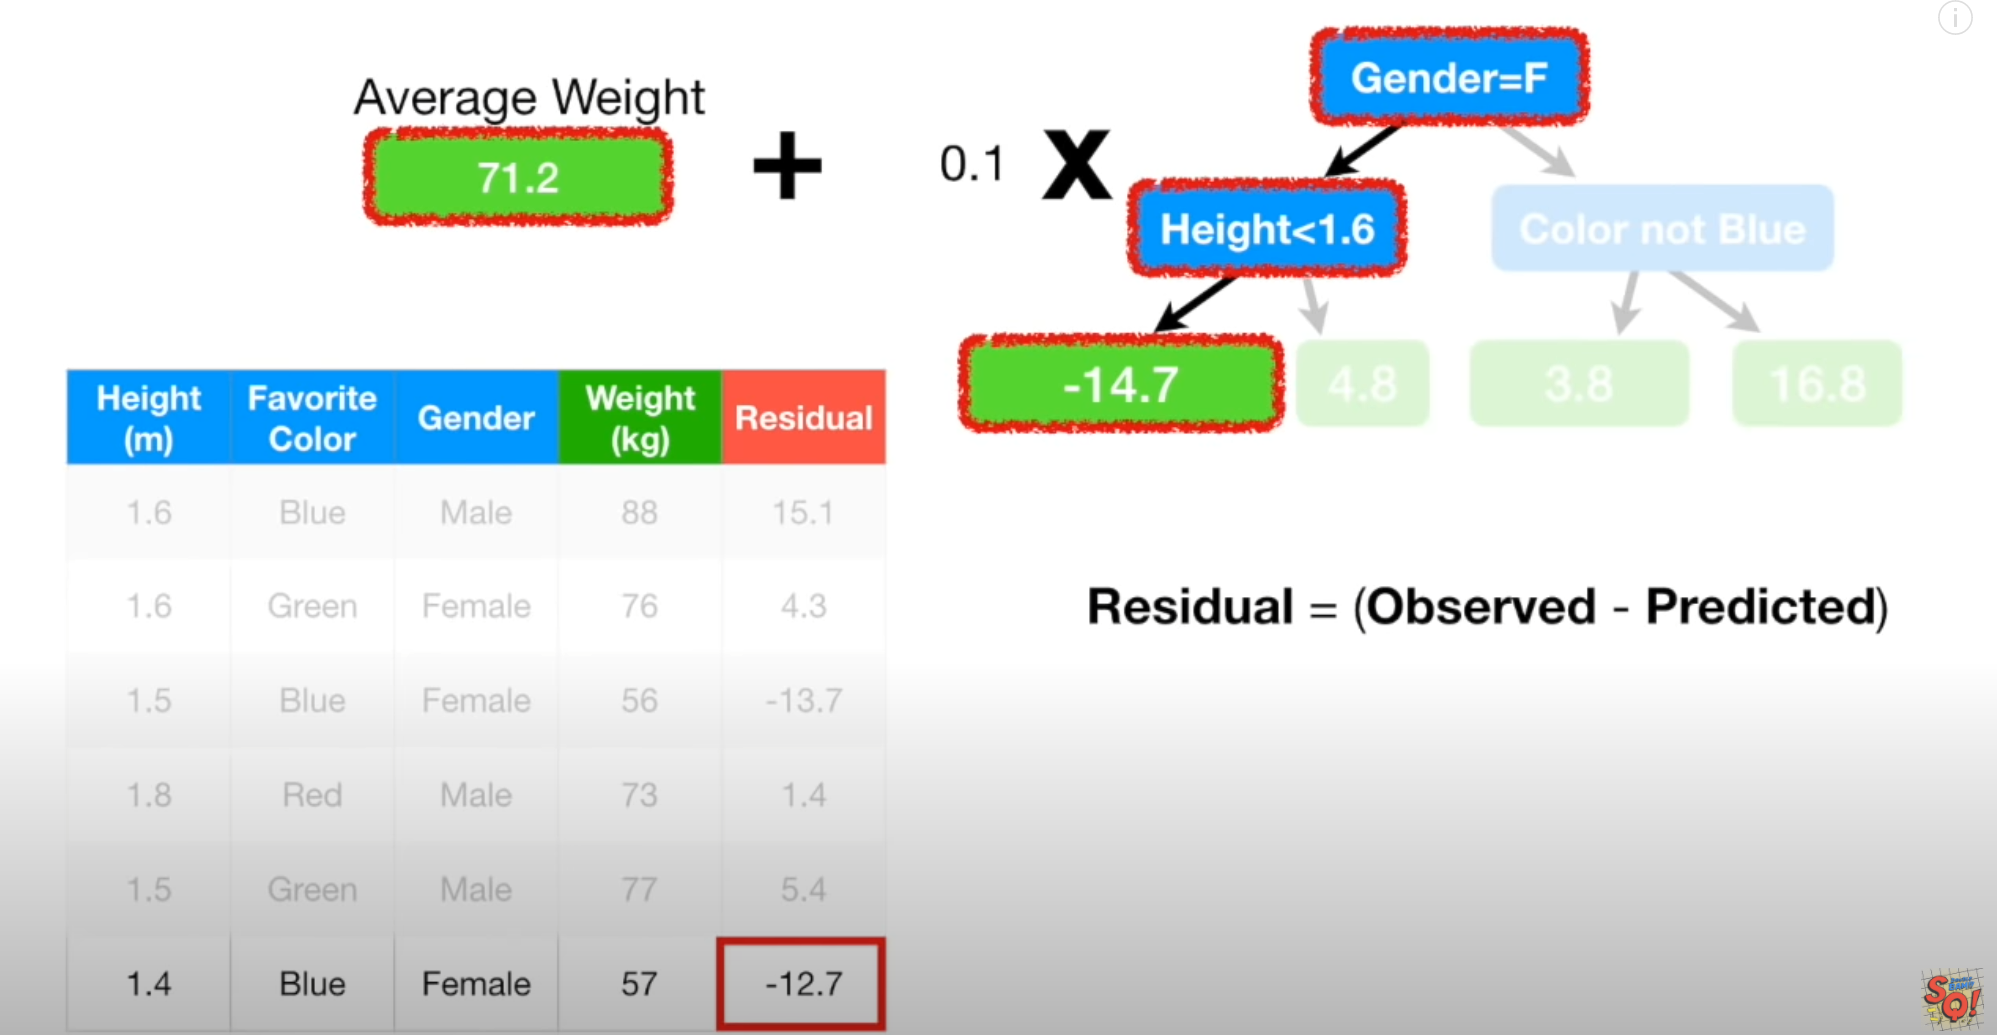 Average Weight
71.2
+
0.1 X
Gender=F
Height<1.6
Color not Blue
-14.7
4.8
3.8
16.8
Height (m) Favorite Color Gender Weight (kg) Residual
1.6 Blue Male 88 15.1
1.6 Green Female 76 4.3
1.5 Blue Female 56 -13.7
1.8 Red Male 73 1.4
1.5 Green Male 77 5.4
1.4 Blue Female 57 -12.7
Residual = (Observed - Predicted)
SQ!